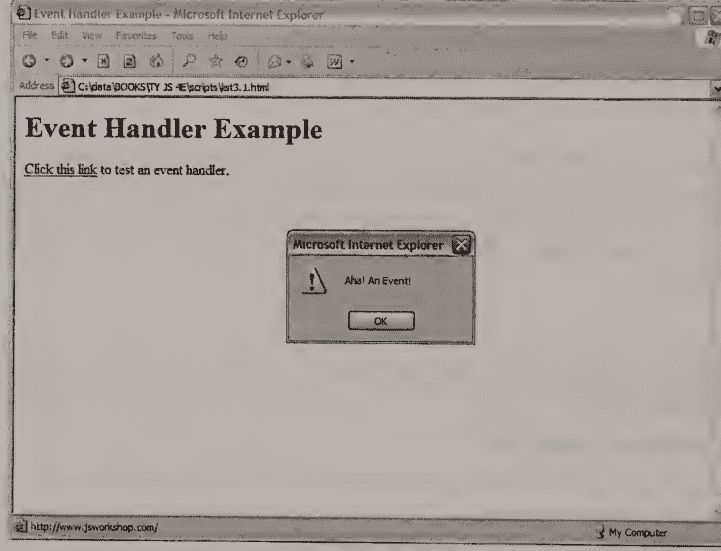 Event Handler Example - Microsoft Internet Explorer
File Edit View Favorites Tools Help
Address C:\data\BOOKS\TY JS 4E\scripts\list3.1.html
Event Handler Example
Click this link to test an event handler.
Microsoft Internet Explorer
Aha! An Event!
OK
http://www.jsworkshop.com/
My Computer